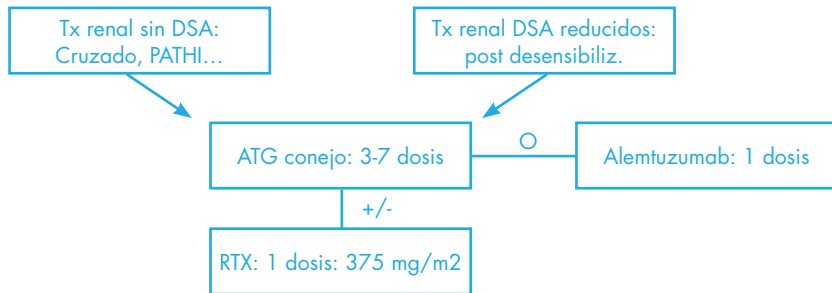 Tx renal sin DSA:
Cruzado, PATHI...
Tx renal DSA reducidos:
post desensibiliz.
ATG conejo: 3-7 dosis
O
Alemtuzumab: 1 dosis
+/-
RTX: 1 dosis: 375 mg/m2